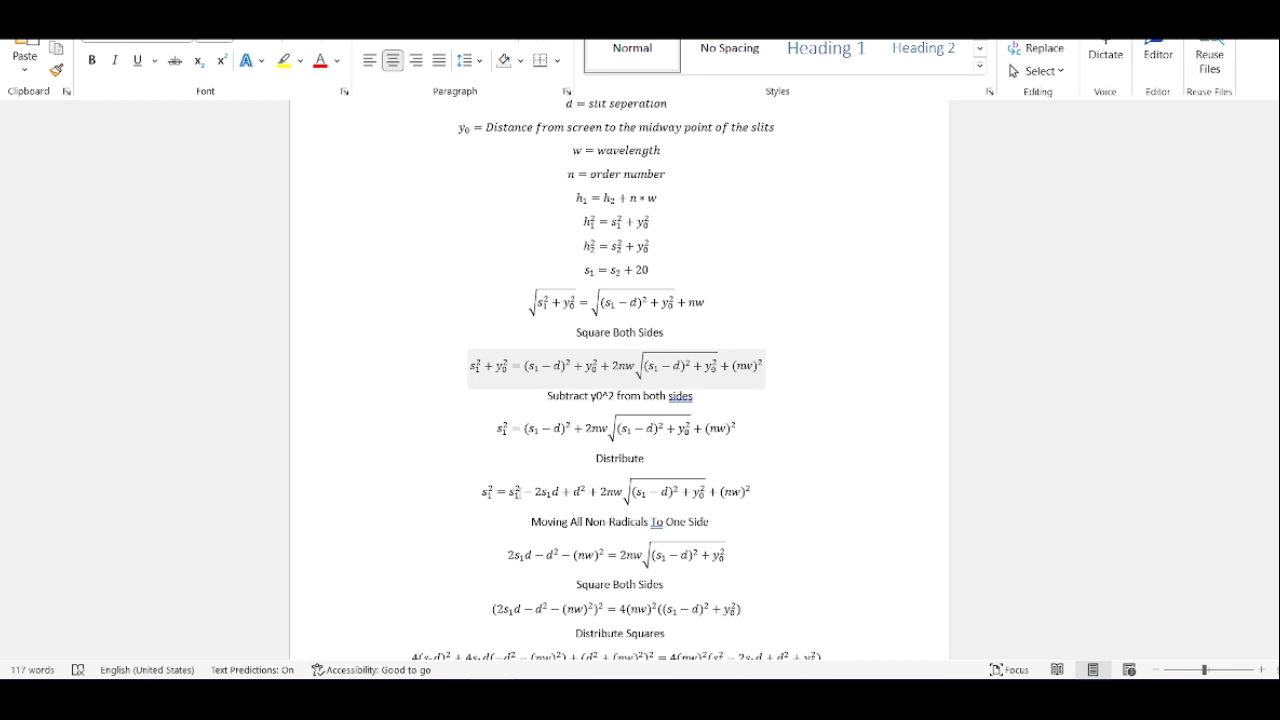 Paste
B I U ab x₂ x² A A
Normal No Spacing Heading 1 Heading 2
Replace
Select
Dictate
Editor
Reuse Files
Clipboard Font Paragraph Styles Editing Voice Editor Reuse Files
d = slit seperation
y₀ = Distance from screen to the midway point of the slits
w = wavelength
n = order number
h₁ = h₂ + n * w
h₁² = s₁² + y₀²
h₂² = s₂² + y₀²
s₁ = s₂ + 20
√(s₁² + y₀²) = √((s₁ − d)² + y₀²) + nw
Square Both Sides
s₁² + y₀² = (s₁ − d)² + y₀² + 2nw√((s₁ − d)² + y₀²) + (nw)²
Subtract y0^2 from both sides
s₁² = (s₁ − d)² + 2nw√((s₁ − d)² + y₀²) + (nw)²
Distribute
s₁² = s₁² − 2s₁d + d² + 2nw√((s₁ − d)² + y₀²) + (nw)²
Moving All Non-Radicals To One Side
2s₁d − d² − (nw)² = 2nw√((s₁ − d)² + y₀²)
Square Both Sides
(2s₁d − d² − (nw)²)² = 4(nw)²((s₁ − d)² + y₀²)
Distribute Squares
4(s₁d)² + 4s₁d(−d² − (nw)²) + (d² + (nw)²)² = 4(nw)²(s₁² − 2s₁d + d² + y₀²)
117 words English (United States) Text Predictions: On Accessibility: Good to go Focus